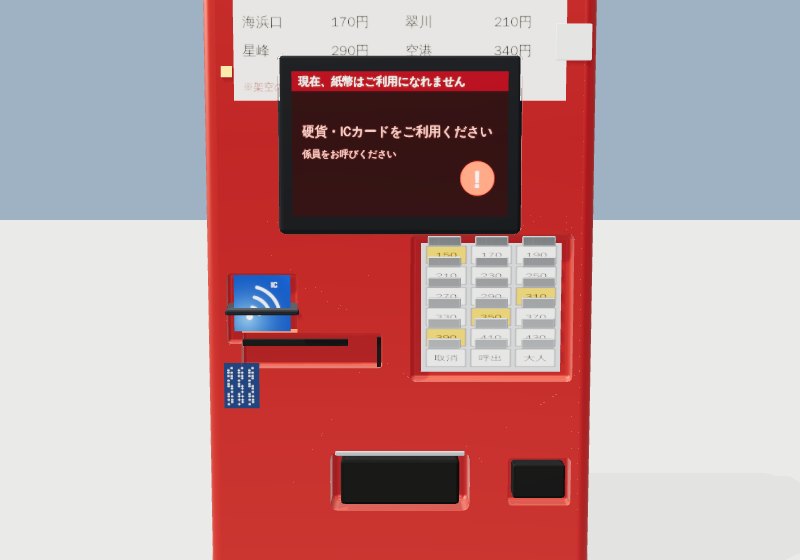 海浜口 170円 翠川 210円
星峰 290円 空港 340円
※架空
現在、紙幣はご利用になれません
硬貨・ICカードをご利用ください
係員をお呼びください
!
150 170 190
210 230 250
270 290 310
330 350 370
390 410 430
取消 呼出 大人
IC